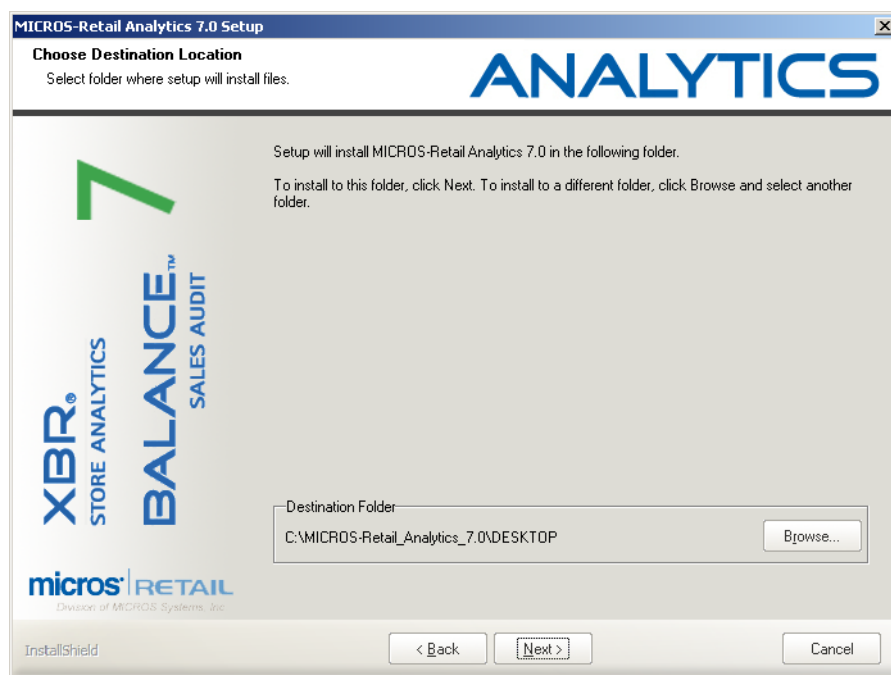 MICROS-Retail Analytics 7.0 Setup
Choose Destination Location
Select folder where setup will install files.
ANALYTICS
Setup will install MICROS-Retail Analytics 7.0 in the following folder.
To install to this folder, click Next. To install to a different folder, click Browse and select another
folder.
7
XBR®
STORE ANALYTICS
BALANCE™
SALES AUDIT
Destination Folder
C:\MICROS-Retail_Analytics_7.0\DESKTOP
Browse...
micros RETAIL
Division of MICROS Systems, Inc
InstallShield
< Back
Next >
Cancel